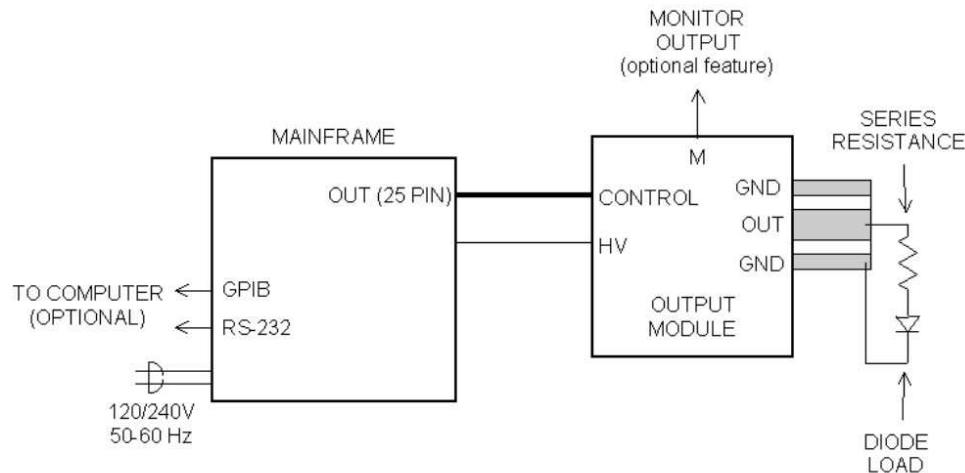 MONITOR
OUTPUT
(optional feature)
SERIES
RESISTANCE
MAINFRAME
M
OUT (25 PIN)
CONTROL
GND
OUT
HV
GND
TO COMPUTER
(OPTIONAL)
GPIB
RS-232
OUTPUT
MODULE
120/240V
50-60 Hz
DIODE
LOAD